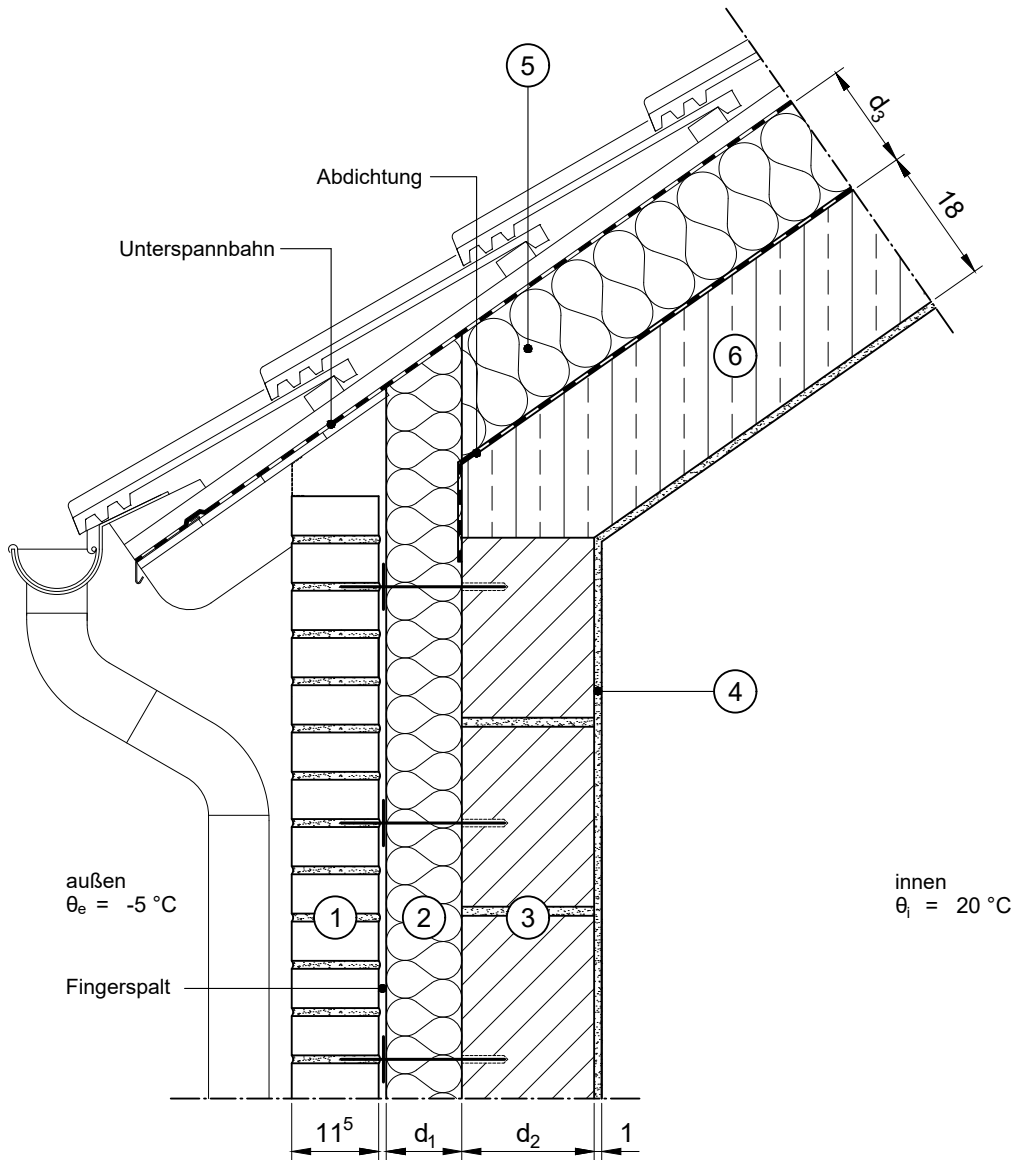 5
d3
Abdichtung
18
Unterspannbahn
6
4
außen
θe = -5 °C
innen
θi = 20 °C
1
2
3
Fingerspalt
11⁵
d1
d2
1